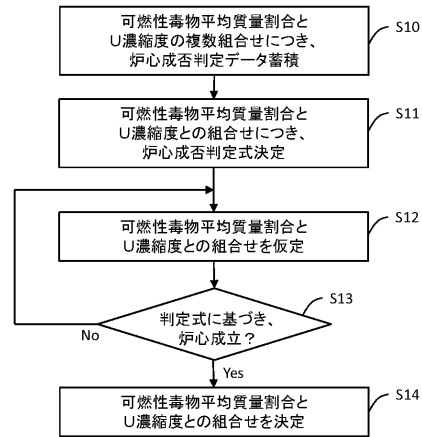 可燃性毒物平均質量割合と
U濃縮度の複数組合せにつき、
炉心成否判定データ蓄積
S10
可燃性毒物平均質量割合と
U濃縮度との組合せにつき、
炉心成否判定式決定
S11
可燃性毒物平均質量割合と
U濃縮度との組合せを仮定
S12
判定式に基づき、
炉心成立？
S13
No
Yes
可燃性毒物平均質量割合と
U濃縮度との組合せを決定
S14